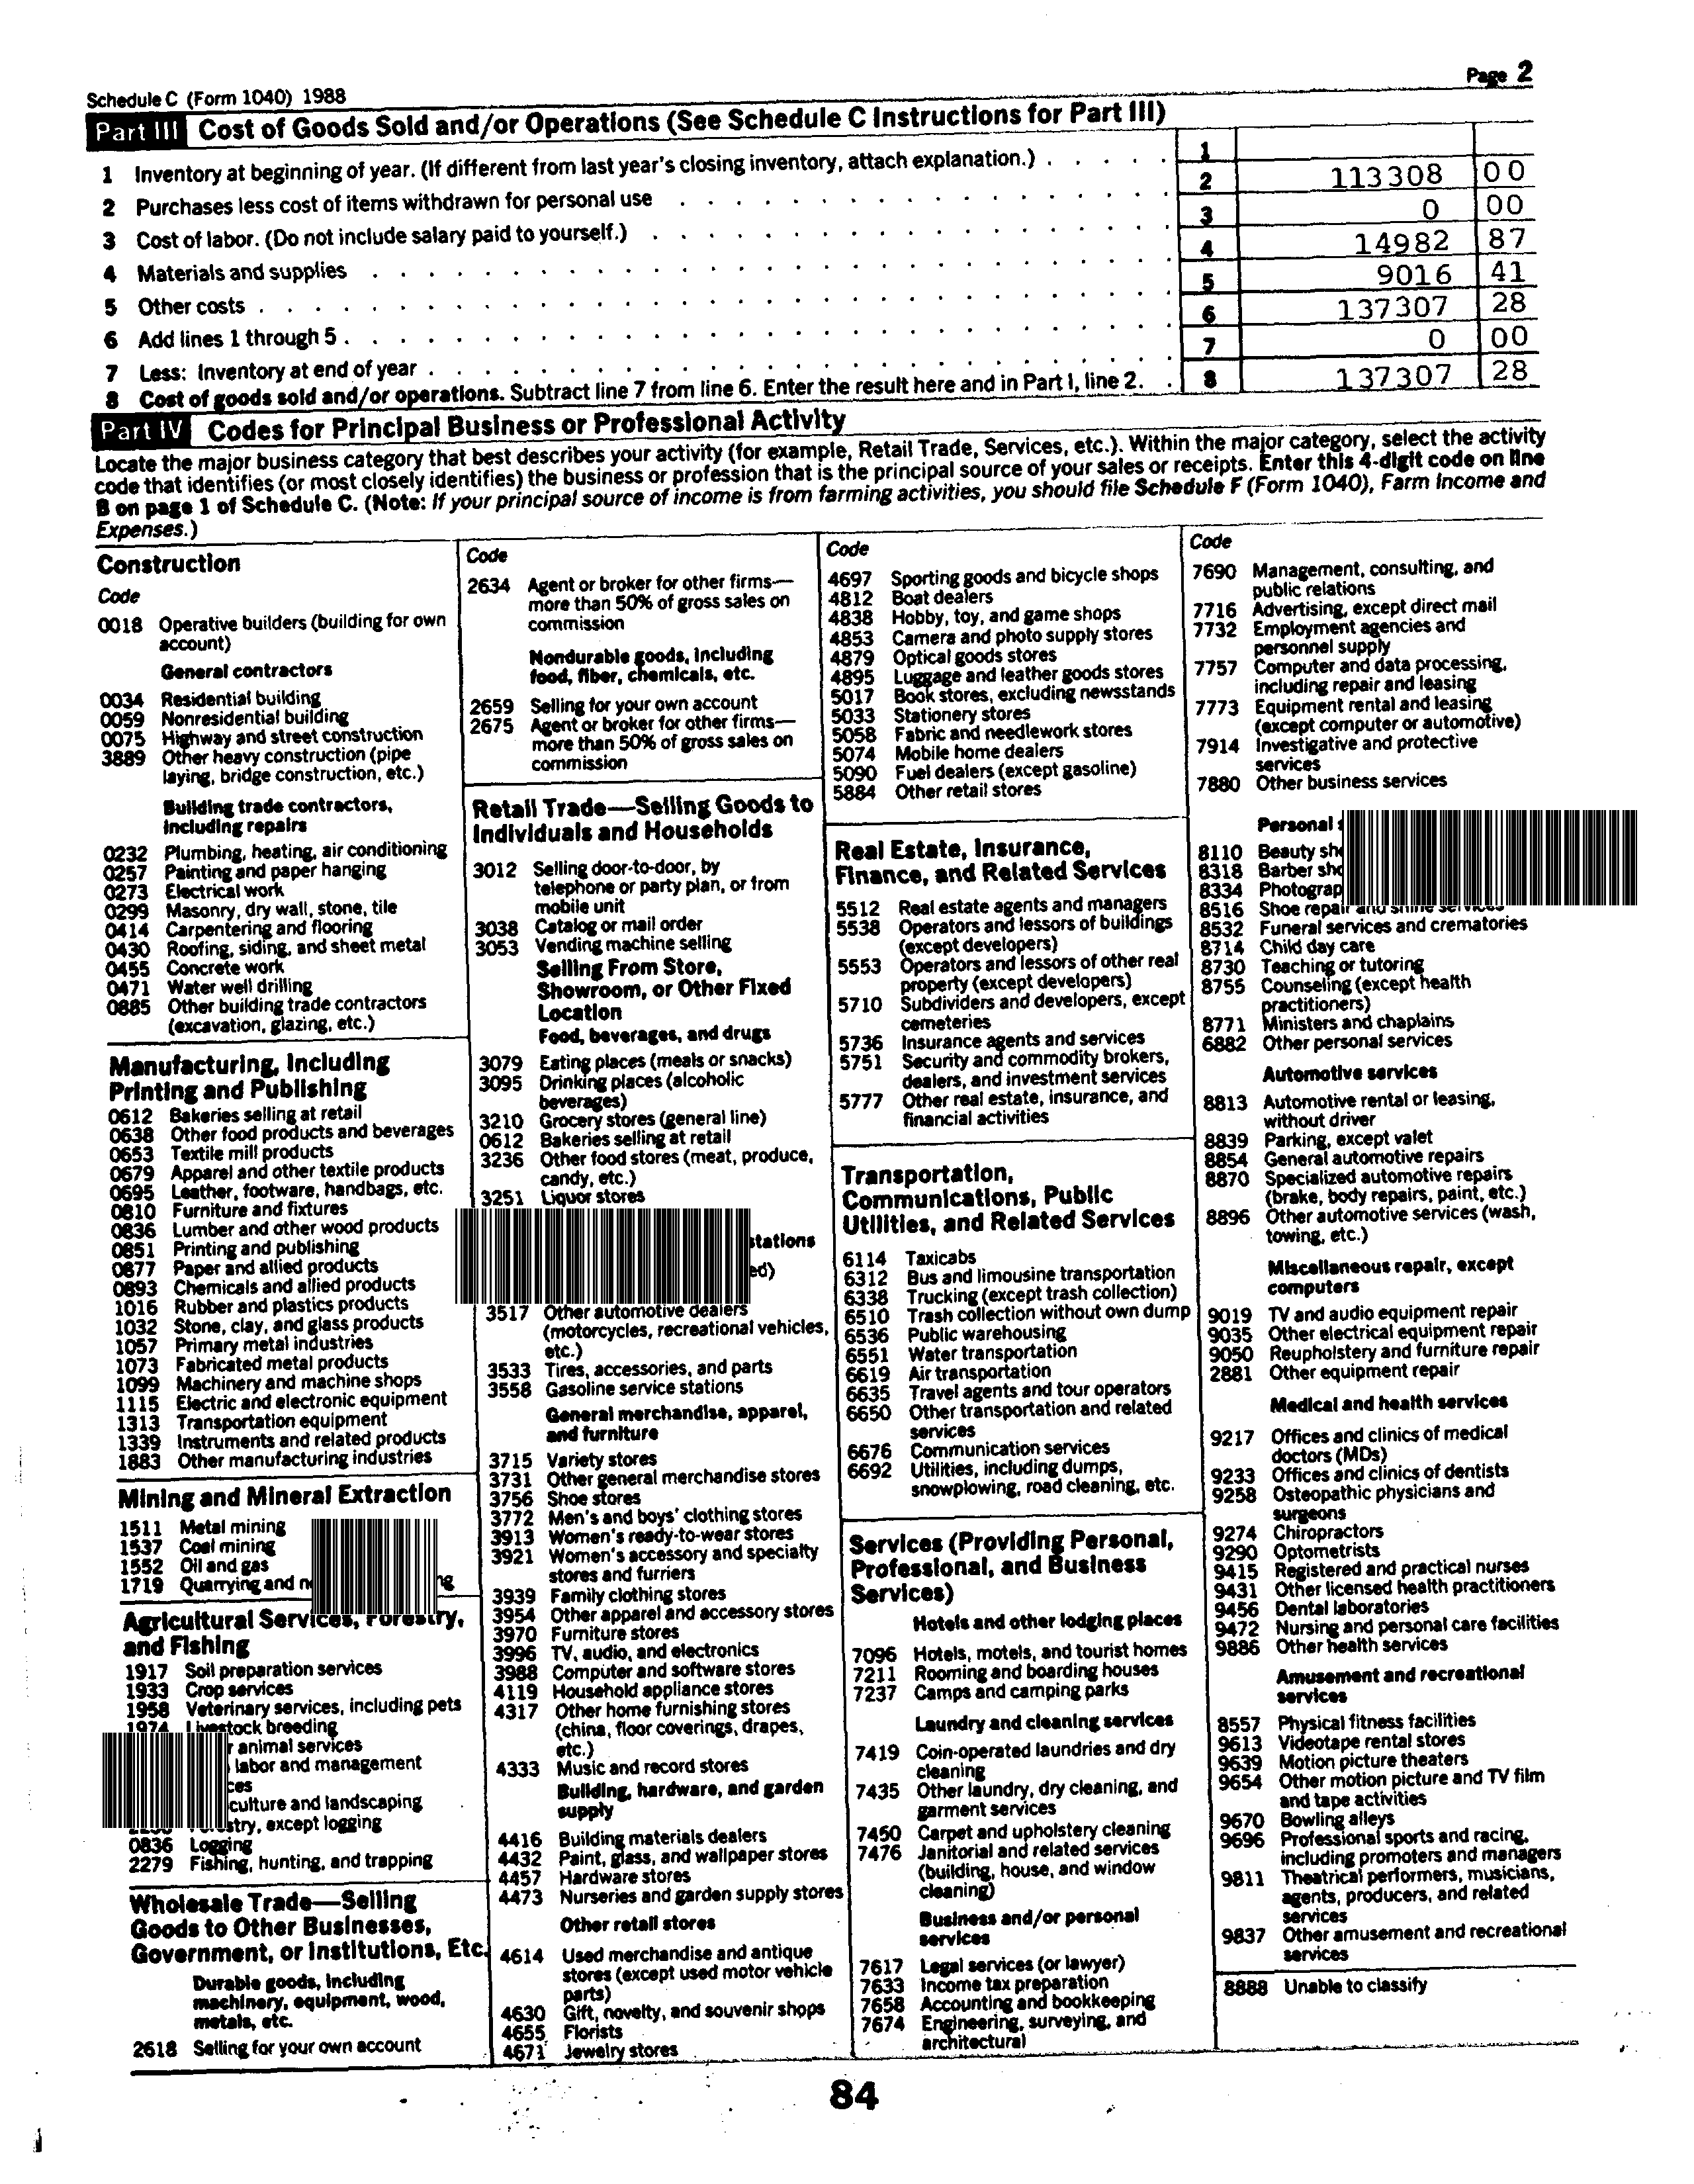 Schedule C (Form 1040) 1988
Page 2
Part III Cost of Goods Sold and/or Operations (See Schedule C Instructions for Part III)
1 Inventory at beginning of year. (If different from last year's closing inventory, attach explanation.) . . . . . 1
2 Purchases less cost of items withdrawn for personal use . . . . . . . . . . . . . . . . . . 2 113308 00
3 Cost of labor. (Do not include salary paid to yourself.) . . . . . . . . . . . . . . . . . . . 3 0 00
4 Materials and supplies . . . . . . . . . . . . . . . . . . . . . . . . . . . . . 4 14982 87
5 Other costs . . . . . . . . . . . . . . . . . . . . . . . . . . . . . . . . . 5 9016 41
6 Add lines 1 through 5 . . . . . . . . . . . . . . . . . . . . . . . . . . . . . . 6 137307 28
7 Less: Inventory at end of year . . . . . . . . . . . . . . . . . . . . . . . . . . . 7 0 00
8 Cost of goods sold and/or operations. Subtract line 7 from line 6. Enter the result here and in Part I, line 2. . 8 137307 28
Part IV Codes for Principal Business or Professional Activity
Locate the major business category that best describes your activity (for example, Retail Trade, Services, etc.). Within the major category, select the activity
code that identifies (or most closely identifies) the business or profession that is the principal source of your sales or receipts. Enter this 4-digit code on line
B on page 1 of Schedule C. (Note: If your principal source of income is from farming activities, you should file Schedule F (Form 1040), Farm Income and
Expenses.)
Construction
Code
0018 Operative builders (building for own
account)
General contractors
0034 Residential building
0059 Nonresidential building
0075 Highway and street construction
3889 Other heavy construction (pipe
laying, bridge construction, etc.)
Building trade contractors,
including repairs
0232 Plumbing, heating, air conditioning
0257 Painting and paper hanging
0273 Electrical work
0299 Masonry, dry wall, stone, tile
0414 Carpentering and flooring
0430 Roofing, siding, and sheet metal
0455 Concrete work
0471 Water well drilling
0885 Other building trade contractors
(excavation, glazing, etc.)
Manufacturing, Including
Printing and Publishing
0612 Bakeries selling at retail
0638 Other food products and beverages
0653 Textile mill products
0679 Apparel and other textile products
0695 Leather, footware, handbags, etc.
0810 Furniture and fixtures
0836 Lumber and other wood products
0851 Printing and publishing
0877 Paper and allied products
0893 Chemicals and allied products
1016 Rubber and plastics products
1032 Stone, clay, and glass products
1057 Primary metal industries
1073 Fabricated metal products
1099 Machinery and machine shops
1115 Electric and electronic equipment
1313 Transportation equipment
1339 Instruments and related products
1883 Other manufacturing industries
Mining and Mineral Extraction
1511 Metal mining
1537 Coal mining
1552 Oil and gas
1719 Quarrying and
Agricultural Services, Forestry,
and Fishing
1917 Soil preparation services
1933 Crop services
1958 Veterinary services, including pets
1974 Livestock breeding
animal services
labor and management
culture and landscaping
except logging
0836 Logging
2279 Fishing, hunting, and trapping
Wholesale Trade—Selling
Goods to Other Businesses,
Government, or Institutions, Etc.
Durable goods, including
machinery, equipment, wood,
metals, etc.
2618 Selling for your own account
Code
2634 Agent or broker for other firms—
more than 50% of gross sales on
commission
Nondurable goods, including
food, fiber, chemicals, etc.
2659 Selling for your own account
2675 Agent or broker for other firms—
more than 50% of gross sales on
commission
Retail Trade—Selling Goods to
Individuals and Households
3012 Selling door-to-door, by
telephone or party plan, or from
mobile unit
3038 Catalog or mail order
3053 Vending machine selling
Selling From Store,
Showroom, or Other Fixed
Location
Food, beverages, and drugs
3079 Eating places (meals or snacks)
3095 Drinking places (alcoholic
beverages)
3210 Grocery stores (general line)
0612 Bakeries selling at retail
3236 Other food stores (meat, produce,
candy, etc.)
3251 Liquor stores
stations
ed)
3517 Other automotive dealers
(motorcycles, recreational vehicles,
etc.)
3533 Tires, accessories, and parts
3558 Gasoline service stations
General merchandise, apparel,
and furniture
3715 Variety stores
3731 Other general merchandise stores
3756 Shoe stores
3772 Men's and boys' clothing stores
3913 Women's ready-to-wear stores
3921 Women's accessory and specialty
stores and furriers
3939 Family clothing stores
3954 Other apparel and accessory stores
3970 Furniture stores
3996 TV, audio, and electronics
3988 Computer and software stores
4119 Household appliance stores
4317 Other home furnishing stores
(china, floor coverings, drapes,
etc.)
4333 Music and record stores
Building, hardware, and garden
supply
4416 Building materials dealers
4432 Paint, glass, and wallpaper stores
4457 Hardware stores
4473 Nurseries and garden supply stores
Other retail stores
4614 Used merchandise and antique
stores (except used motor vehicle
parts)
4630 Gift, novelty, and souvenir shops
4655 Florists
4671 Jewelry stores
Code
4697 Sporting goods and bicycle shops
4812 Boat dealers
4838 Hobby, toy, and game shops
4853 Camera and photo supply stores
4879 Optical goods stores
4895 Luggage and leather goods stores
5017 Book stores, excluding newsstands
5033 Stationery stores
5058 Fabric and needlework stores
5074 Mobile home dealers
5090 Fuel dealers (except gasoline)
5884 Other retail stores
Real Estate, Insurance,
Finance, and Related Services
5512 Real estate agents and managers
5538 Operators and lessors of buildings
(except developers)
5553 Operators and lessors of other real
property (except developers)
5710 Subdividers and developers, except
cemeteries
5736 Insurance agents and services
5751 Security and commodity brokers,
dealers, and investment services
5777 Other real estate, insurance, and
financial activities
Transportation,
Communications, Public
Utilities, and Related Services
6114 Taxicabs
6312 Bus and limousine transportation
6338 Trucking (except trash collection)
6510 Trash collection without own dump
6536 Public warehousing
6551 Water transportation
6619 Air transportation
6635 Travel agents and tour operators
6650 Other transportation and related
services
6676 Communication services
6692 Utilities, including dumps,
snowplowing, road cleaning, etc.
Services (Providing Personal,
Professional, and Business
Services)
Hotels and other lodging places
7096 Hotels, motels, and tourist homes
7211 Rooming and boarding houses
7237 Camps and camping parks
Laundry and cleaning services
7419 Coin-operated laundries and dry
cleaning
7435 Other laundry, dry cleaning, and
garment services
7450 Carpet and upholstery cleaning
7476 Janitorial and related services
(building, house, and window
cleaning)
Business and/or personal
services
7617 Legal services (or lawyer)
7633 Income tax preparation
7658 Accounting and bookkeeping
7674 Engineering, surveying, and
architectural
Code
7690 Management, consulting, and
public relations
7716 Advertising, except direct mail
7732 Employment agencies and
personnel supply
7757 Computer and data processing,
including repair and leasing
7773 Equipment rental and leasing
(except computer or automotive)
7914 Investigative and protective
services
7880 Other business services
Personal
8110 Beauty
8318 Barber
8334 Photograp
8516 Shoe repair and shine services
8532 Funeral services and crematories
8714 Child day care
8730 Teaching or tutoring
8755 Counseling (except health
practitioners)
8771 Ministers and chaplains
6882 Other personal services
Automotive services
8813 Automotive rental or leasing,
without driver
8839 Parking, except valet
8854 General automotive repairs
8870 Specialized automotive repairs
(brake, body repairs, paint, etc.)
8896 Other automotive services (wash,
towing, etc.)
Miscellaneous repair, except
computers
9019 TV and audio equipment repair
9035 Other electrical equipment repair
9050 Reupholstery and furniture repair
2881 Other equipment repair
Medical and health services
9217 Offices and clinics of medical
doctors (MDs)
9233 Offices and clinics of dentists
9258 Osteopathic physicians and
surgeons
9274 Chiropractors
9290 Optometrists
9415 Registered and practical nurses
9431 Other licensed health practitioners
9456 Dental laboratories
9472 Nursing and personal care facilities
9886 Other health services
Amusement and recreational
services
8557 Physical fitness facilities
9613 Videotape rental stores
9639 Motion picture theaters
9654 Other motion picture and TV film
and tape activities
9670 Bowling alleys
9696 Professional sports and racing,
including promoters and managers
9811 Theatrical performers, musicians,
agents, producers, and related
services
9837 Other amusement and recreational
services
8888 Unable to classify
84